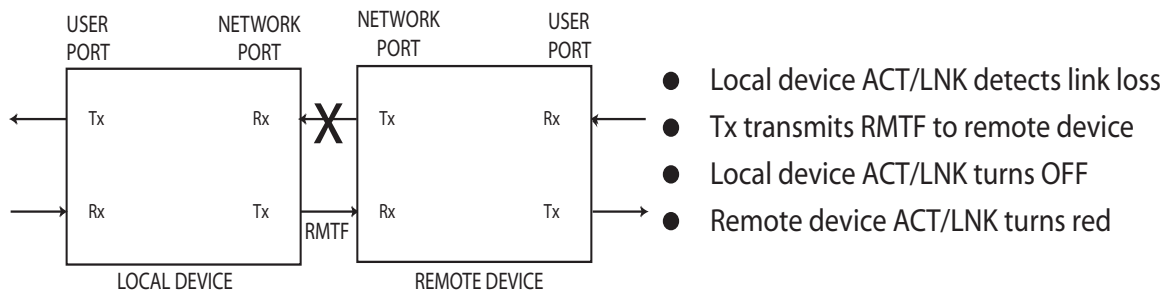 USER
PORT
NETWORK
PORT
NETWORK
PORT
USER
PORT
Tx
Rx
X
Tx
Rx
Rx
Tx
RMTF
Rx
Tx
LOCAL DEVICE
REMOTE DEVICE
● Local device ACT/LNK detects link loss
● Tx transmits RMTF to remote device
● Local device ACT/LNK turns OFF
● Remote device ACT/LNK turns red